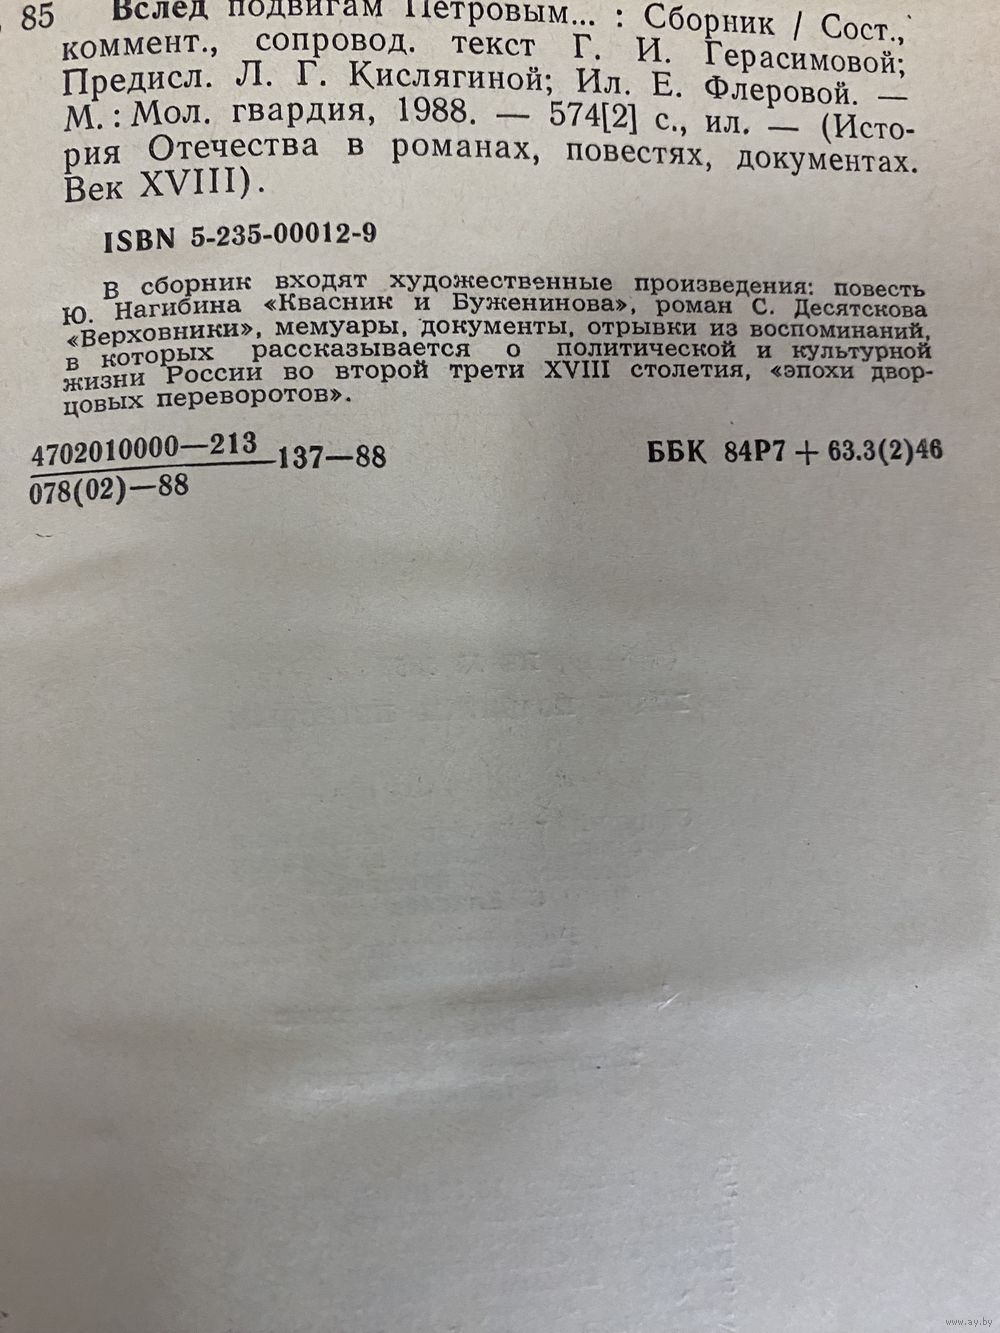 85 Вслед подвигам Петровым... : Сборник / Сост.,
коммент., сопровод. текст Г. И. Герасимовой;
Предисл. Л. Г. Кислягиной; Ил. Е. Флеровой. —
М. : Мол. гвардия, 1988. — 574[2] с., ил. — (Исто-
рия Отечества в романах, повестях, документах.
Век XVIII).
ISBN 5-235-00012-9
В сборник входят художественные произведения: повесть
Ю. Нагибина «Квасник и Буженинова», роман С. Десятскова
«Верховники», мемуары, документы, отрывки из воспоминаний,
в которых рассказывается о политической и культурной
жизни России во второй трети XVIII столетия, «эпохи двор-
цовых переворотов».
4702010000—213
078(02)—88
137—88
ББК 84Р7 + 63.3(2)46
www.ay.by